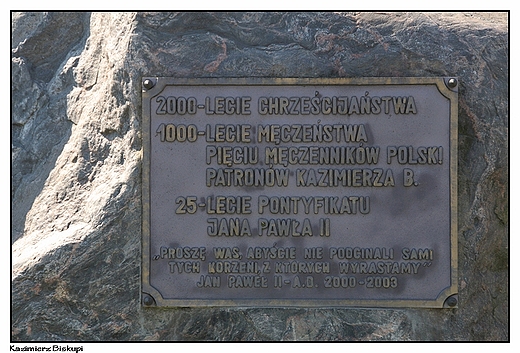 2000-LECIE CHRZEŚCIJAŃSTWA
1000-LECIE MĘCZEŃSTWA
PIĘCIU MĘCZENNIKÓW POLSKI
PATRONÓW KAZIMIERZA B.
25-LECIE PONTYFIKATU
JANA PAWŁA II
„PROSZĘ WAS, ABYŚCIE NIE PODCINALI SAMI
TYCH KORZENI, Z KTÓRYCH WYRASTAMY”
JAN PAWEŁ II - A.D. 2000-2003
Kazimierz Biskupi